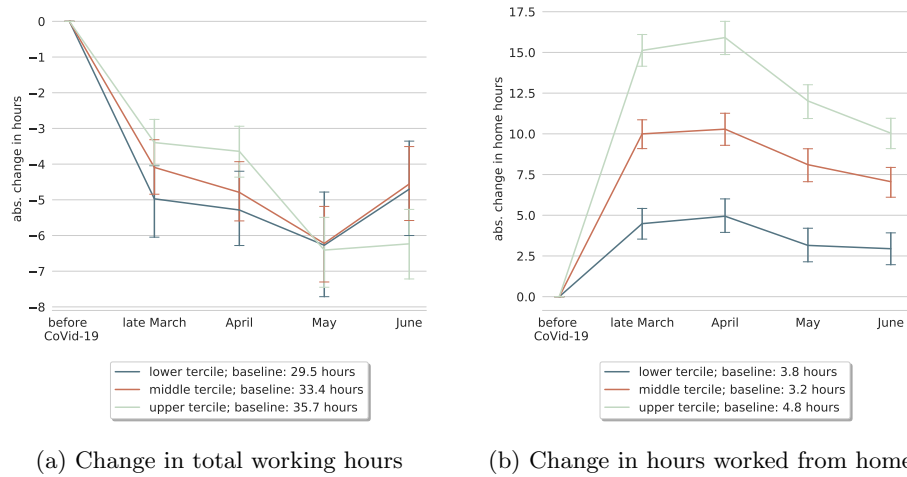 0
−1
−2
−3
−4
−5
−6
−7
−8
abs. change in hours
before
CoVid-19
late March
April
May
June
lower tercile; baseline: 29.5 hours
middle tercile; baseline: 33.4 hours
upper tercile; baseline: 35.7 hours
(a) Change in total working hours
17.5
15.0
12.5
10.0
7.5
5.0
2.5
0.0
abs. change in home hours
before
CoVid-19
late March
April
May
June
lower tercile; baseline: 3.8 hours
middle tercile; baseline: 3.2 hours
upper tercile; baseline: 4.8 hours
(b) Change in hours worked from home